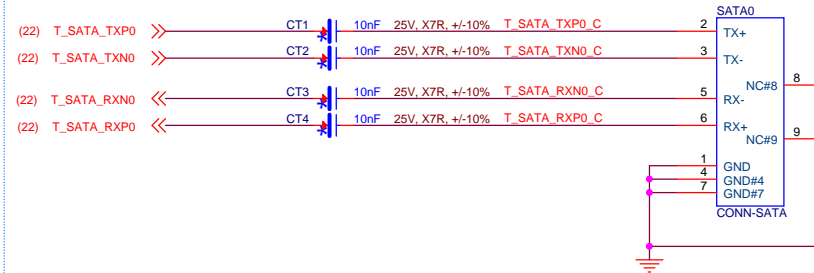 SATA0
(22) T_SATA_TXP0 CT1 10nF 25V, X7R, +/-10% T_SATA_TXP0_C 2 TX+
(22) T_SATA_TXN0 CT2 10nF 25V, X7R, +/-10% T_SATA_TXN0_C 3 TX-
8 NC#8
(22) T_SATA_RXN0 CT3 10nF 25V, X7R, +/-10% T_SATA_RXN0_C 5 RX-
(22) T_SATA_RXP0 CT4 10nF 25V, X7R, +/-10% T_SATA_RXP0_C 6 RX+
9 NC#9
1 GND
4 GND#4
7 GND#7
CONN-SATA